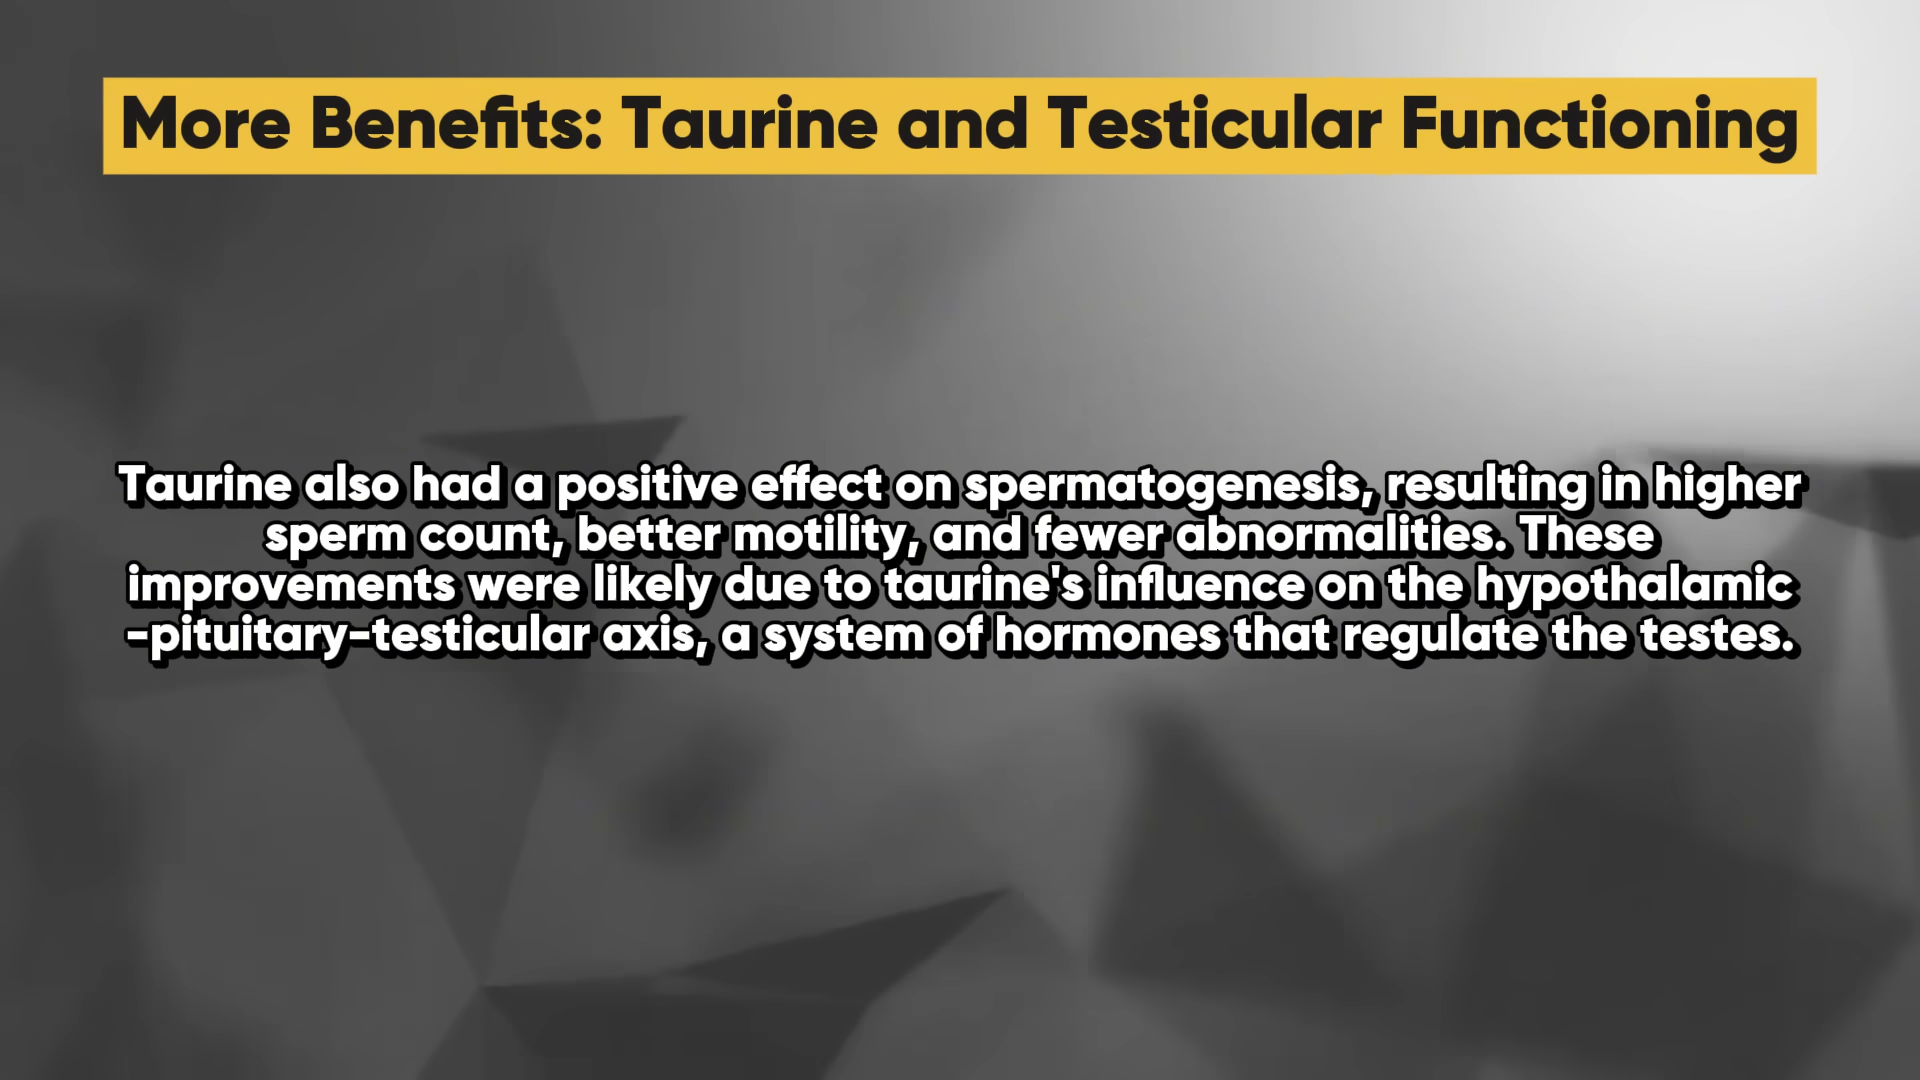 More Benefits: Taurine and Testicular Functioning
Taurine also had a positive effect on spermatogenesis, resulting in higher
sperm count, better motility, and fewer abnormalities. These
improvements were likely due to taurine's influence on the hypothalamic
-pituitary-testicular axis, a system of hormones that regulate the testes.